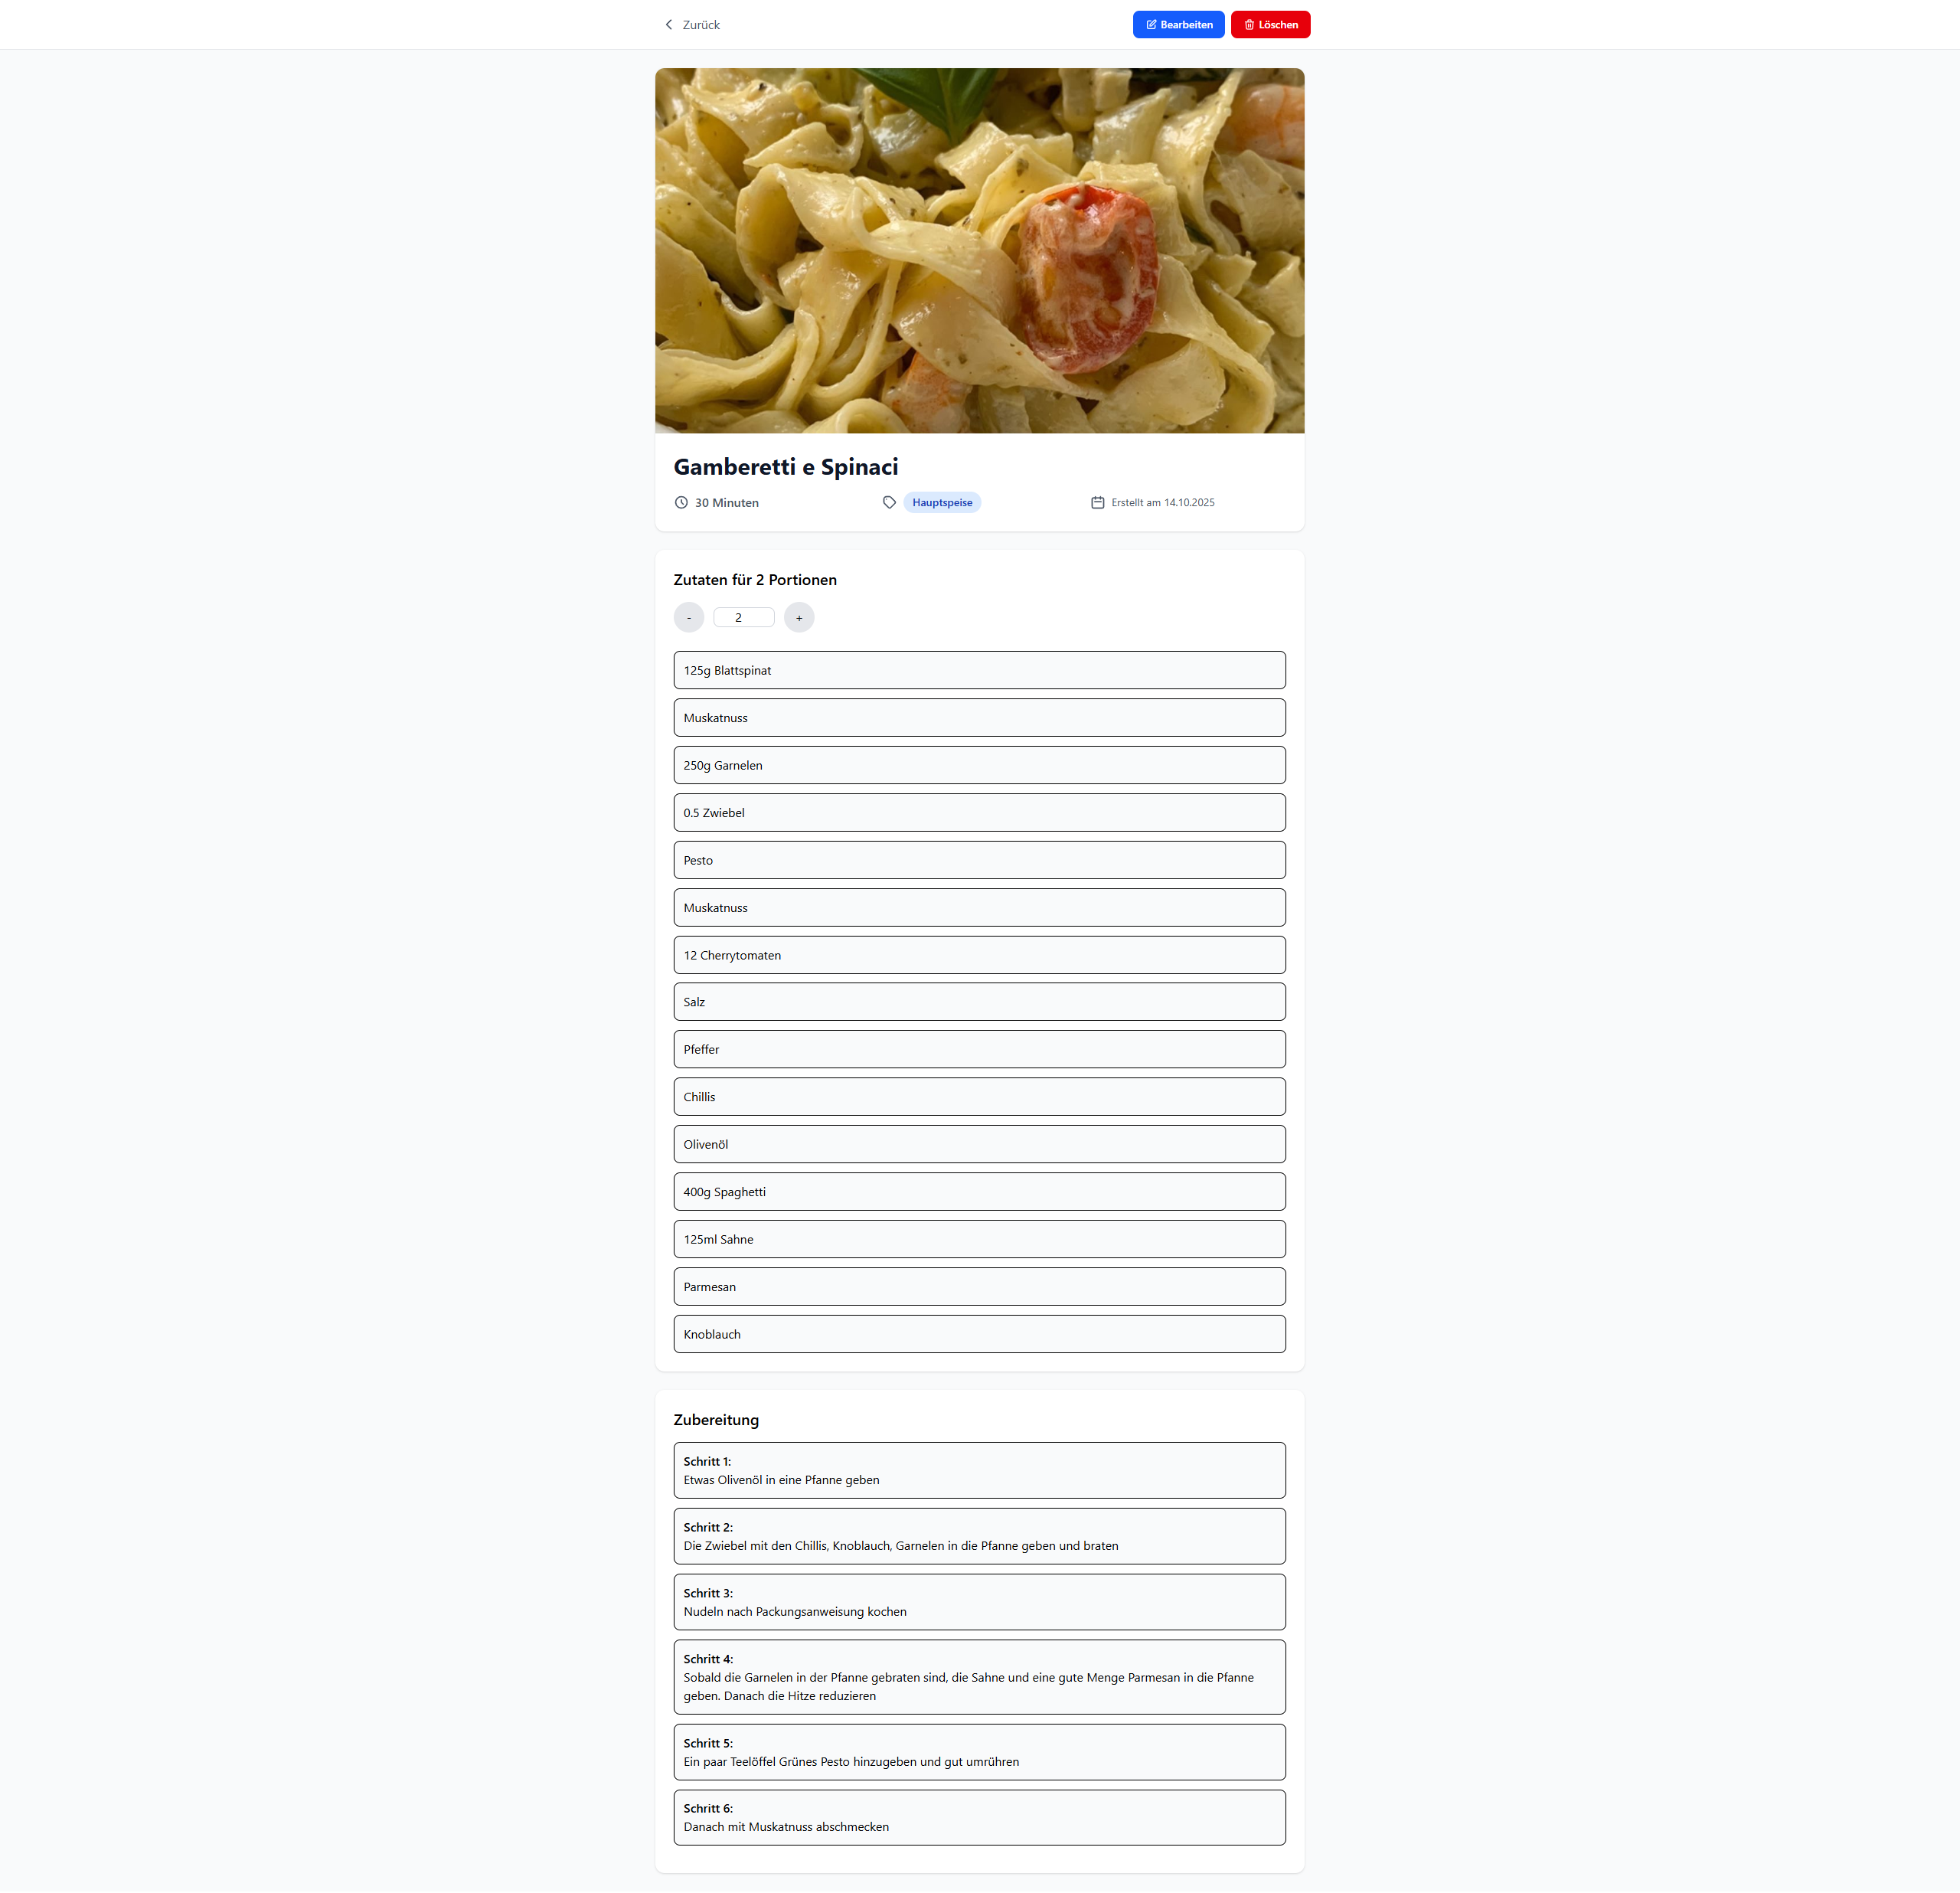 Zurück
Bearbeiten
Löschen
Gamberetti e Spinaci
30 Minuten
Hauptspeise
Erstellt am 14.10.2025
Zutaten für 2 Portionen
- 2 +
125g Blattspinat
Muskatnuss
250g Garnelen
0.5 Zwiebel
Pesto
Muskatnuss
12 Cherrytomaten
Salz
Pfeffer
Chillis
Olivenöl
400g Spaghetti
125ml Sahne
Parmesan
Knoblauch
Zubereitung
Schritt 1:
Etwas Olivenöl in eine Pfanne geben
Schritt 2:
Die Zwiebel mit den Chillis, Knoblauch, Garnelen in die Pfanne geben und braten
Schritt 3:
Nudeln nach Packungsanweisung kochen
Schritt 4:
Sobald die Garnelen in der Pfanne gebraten sind, die Sahne und eine gute Menge Parmesan in die Pfanne
geben. Danach die Hitze reduzieren
Schritt 5:
Ein paar Teelöffel Grünes Pesto hinzugeben und gut umrühren
Schritt 6:
Danach mit Muskatnuss abschmecken